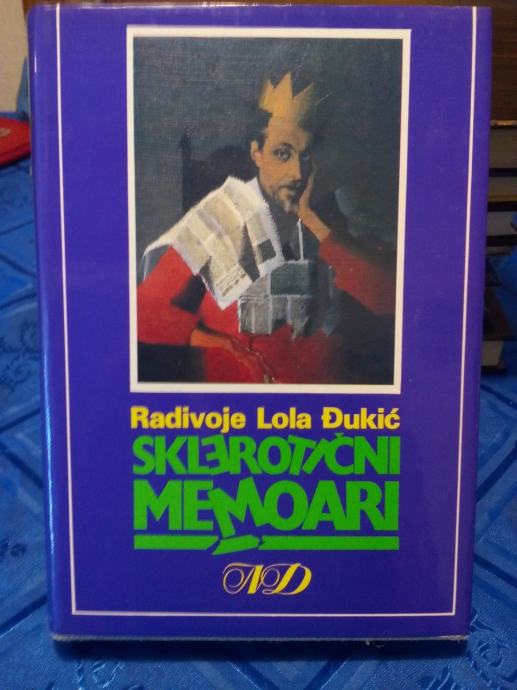 Radivoje Lola Đukić
SKLEROTIČNI
MEMOARI
ND